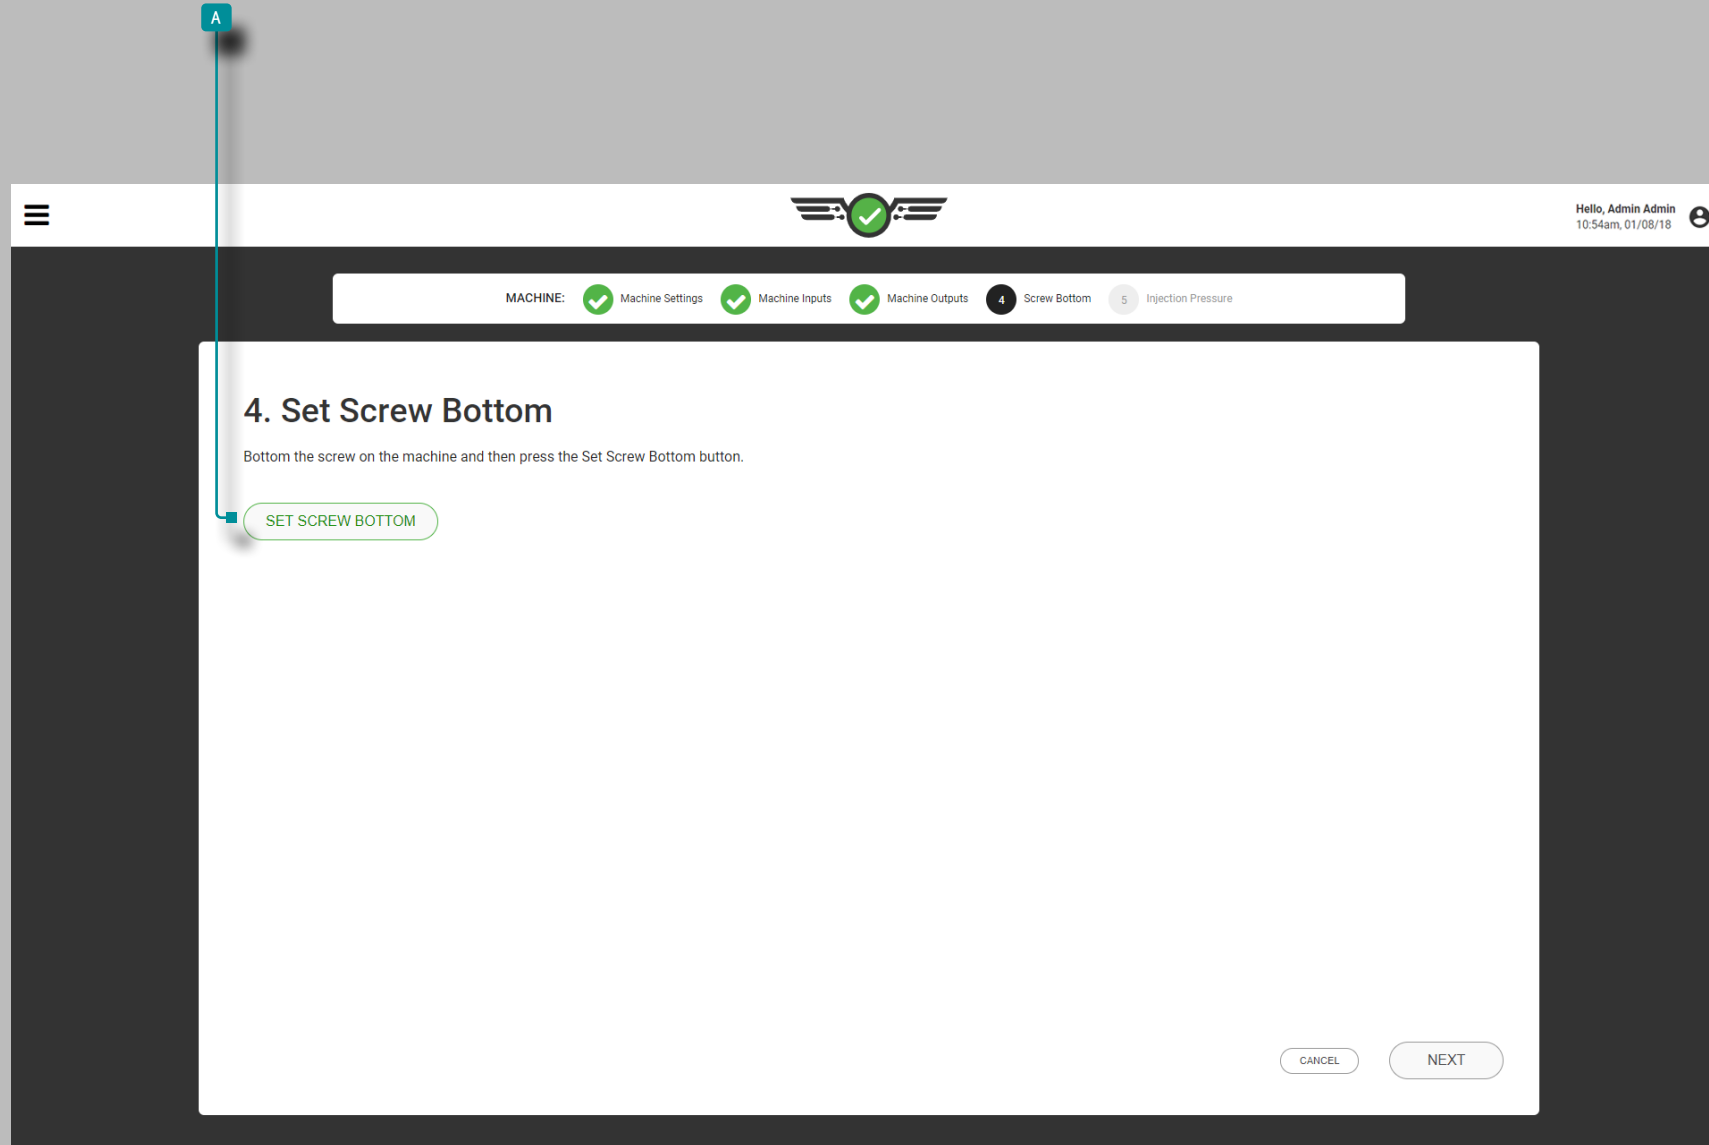 A
Hello, Admin Admin
10:54am, 01/08/18
MACHINE: Machine Settings Machine Inputs Machine Outputs 4 Screw Bottom 5 Injection Pressure
4. Set Screw Bottom
Bottom the screw on the machine and then press the Set Screw Bottom button.
SET SCREW BOTTOM
CANCEL NEXT